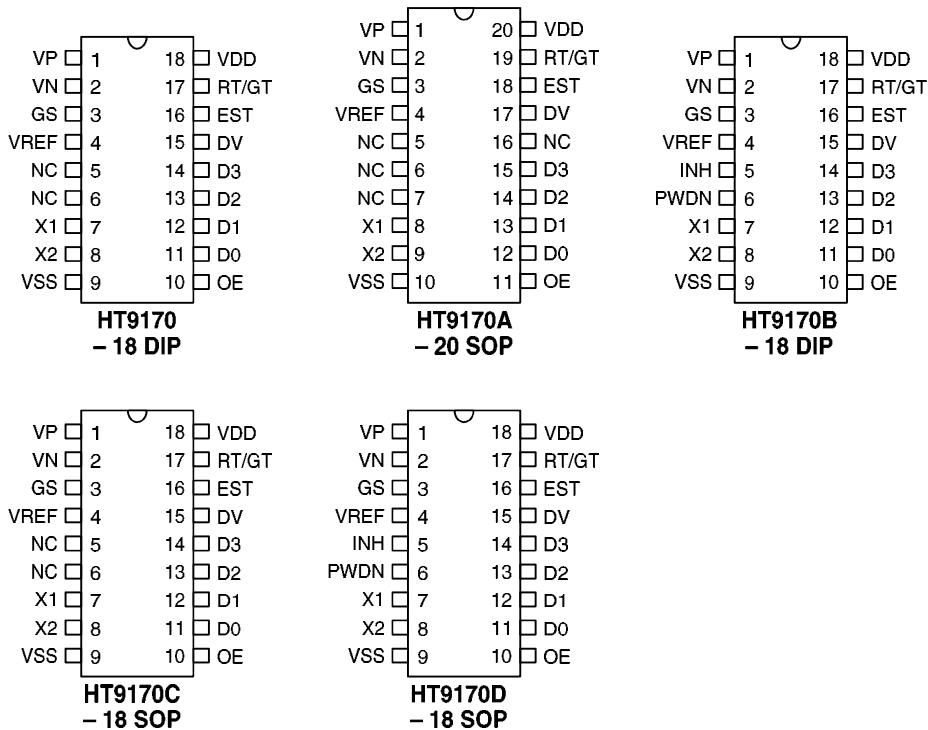 VP 1 18 VDD
VN 2 17 RT/GT
GS 3 16 EST
VREF 4 15 DV
NC 5 14 D3
NC 6 13 D2
X1 7 12 D1
X2 8 11 D0
VSS 9 10 OE
HT9170
– 18 DIP
VP 1 20 VDD
VN 2 19 RT/GT
GS 3 18 EST
VREF 4 17 DV
NC 5 16 NC
NC 6 15 D3
NC 7 14 D2
X1 8 13 D1
X2 9 12 D0
VSS 10 11 OE
HT9170A
– 20 SOP
VP 1 18 VDD
VN 2 17 RT/GT
GS 3 16 EST
VREF 4 15 DV
INH 5 14 D3
PWDN 6 13 D2
X1 7 12 D1
X2 8 11 D0
VSS 9 10 OE
HT9170B
– 18 DIP
VP 1 18 VDD
VN 2 17 RT/GT
GS 3 16 EST
VREF 4 15 DV
NC 5 14 D3
NC 6 13 D2
X1 7 12 D1
X2 8 11 D0
VSS 9 10 OE
HT9170C
– 18 SOP
VP 1 18 VDD
VN 2 17 RT/GT
GS 3 16 EST
VREF 4 15 DV
INH 5 14 D3
PWDN 6 13 D2
X1 7 12 D1
X2 8 11 D0
VSS 9 10 OE
HT9170D
– 18 SOP